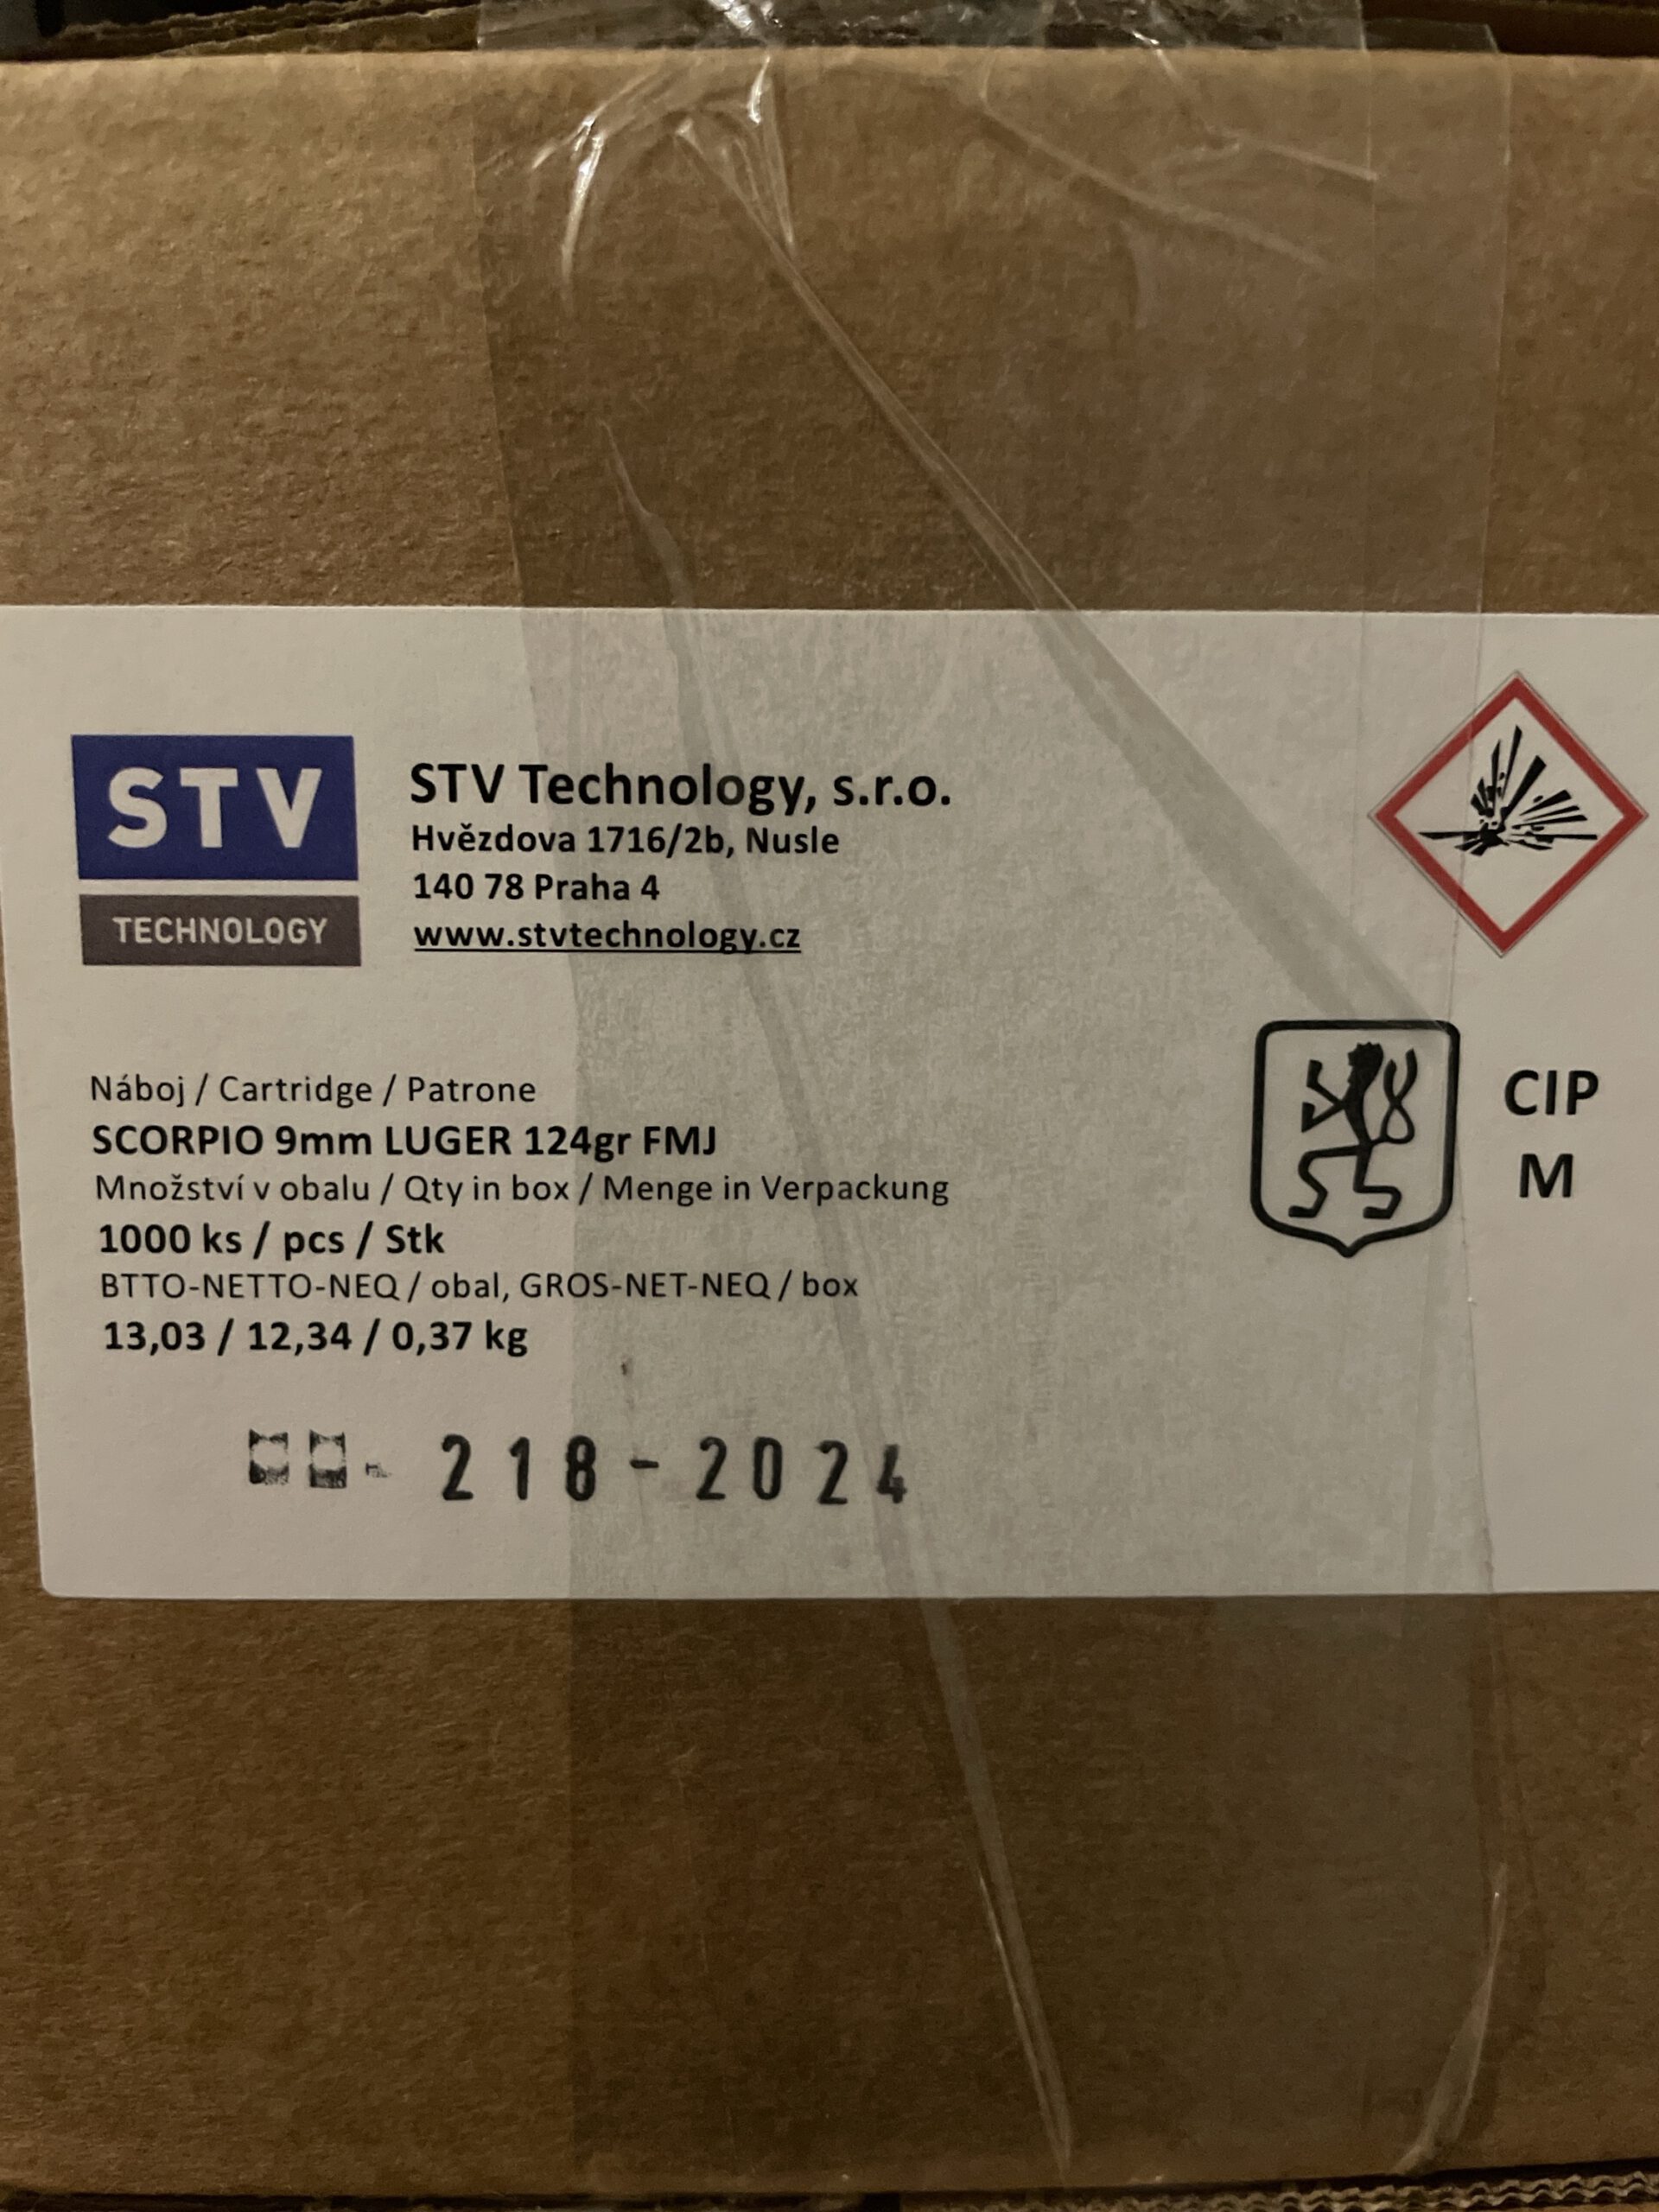 STV
TECHNOLOGY
STV Technology, s.r.o.
Hvězdova 1716/2b, Nusle
140 78 Praha 4
www.stvtechnology.cz
Náboj / Cartridge / Patrone
SCORPIO 9mm LUGER 124gr FMJ
Množství v obalu / Qty in box / Menge in Verpackung
1000 ks / pcs / Stk
BTTO-NETTO-NEQ / obal, GROS-NET-NEQ / box
13,03 / 12,34 / 0,37 kg
CIP
M
218-2024